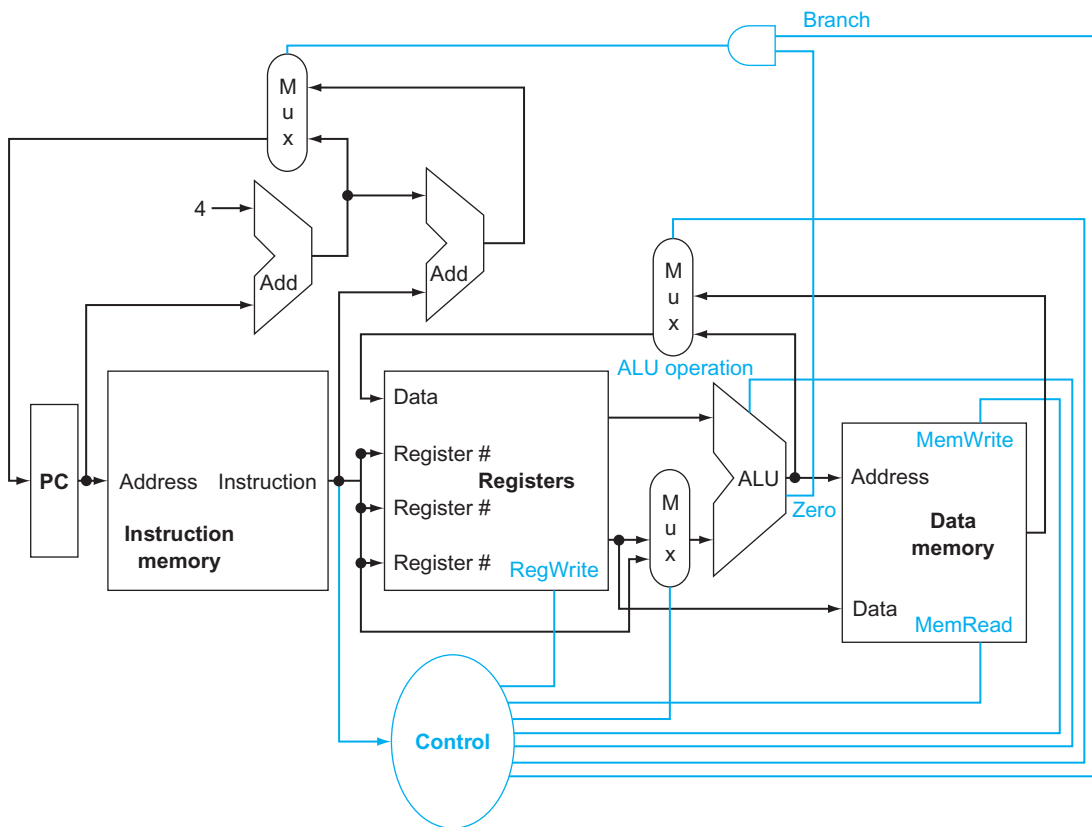 Branch
M
u
x
4
Add
Add
M
u
x
ALU operation
Data
Register #
Registers
Register #
Register #
RegWrite
PC
Address
Instruction
Instruction
memory
M
u
x
ALU
Zero
MemWrite
Address
Data
memory
Data
MemRead
Control